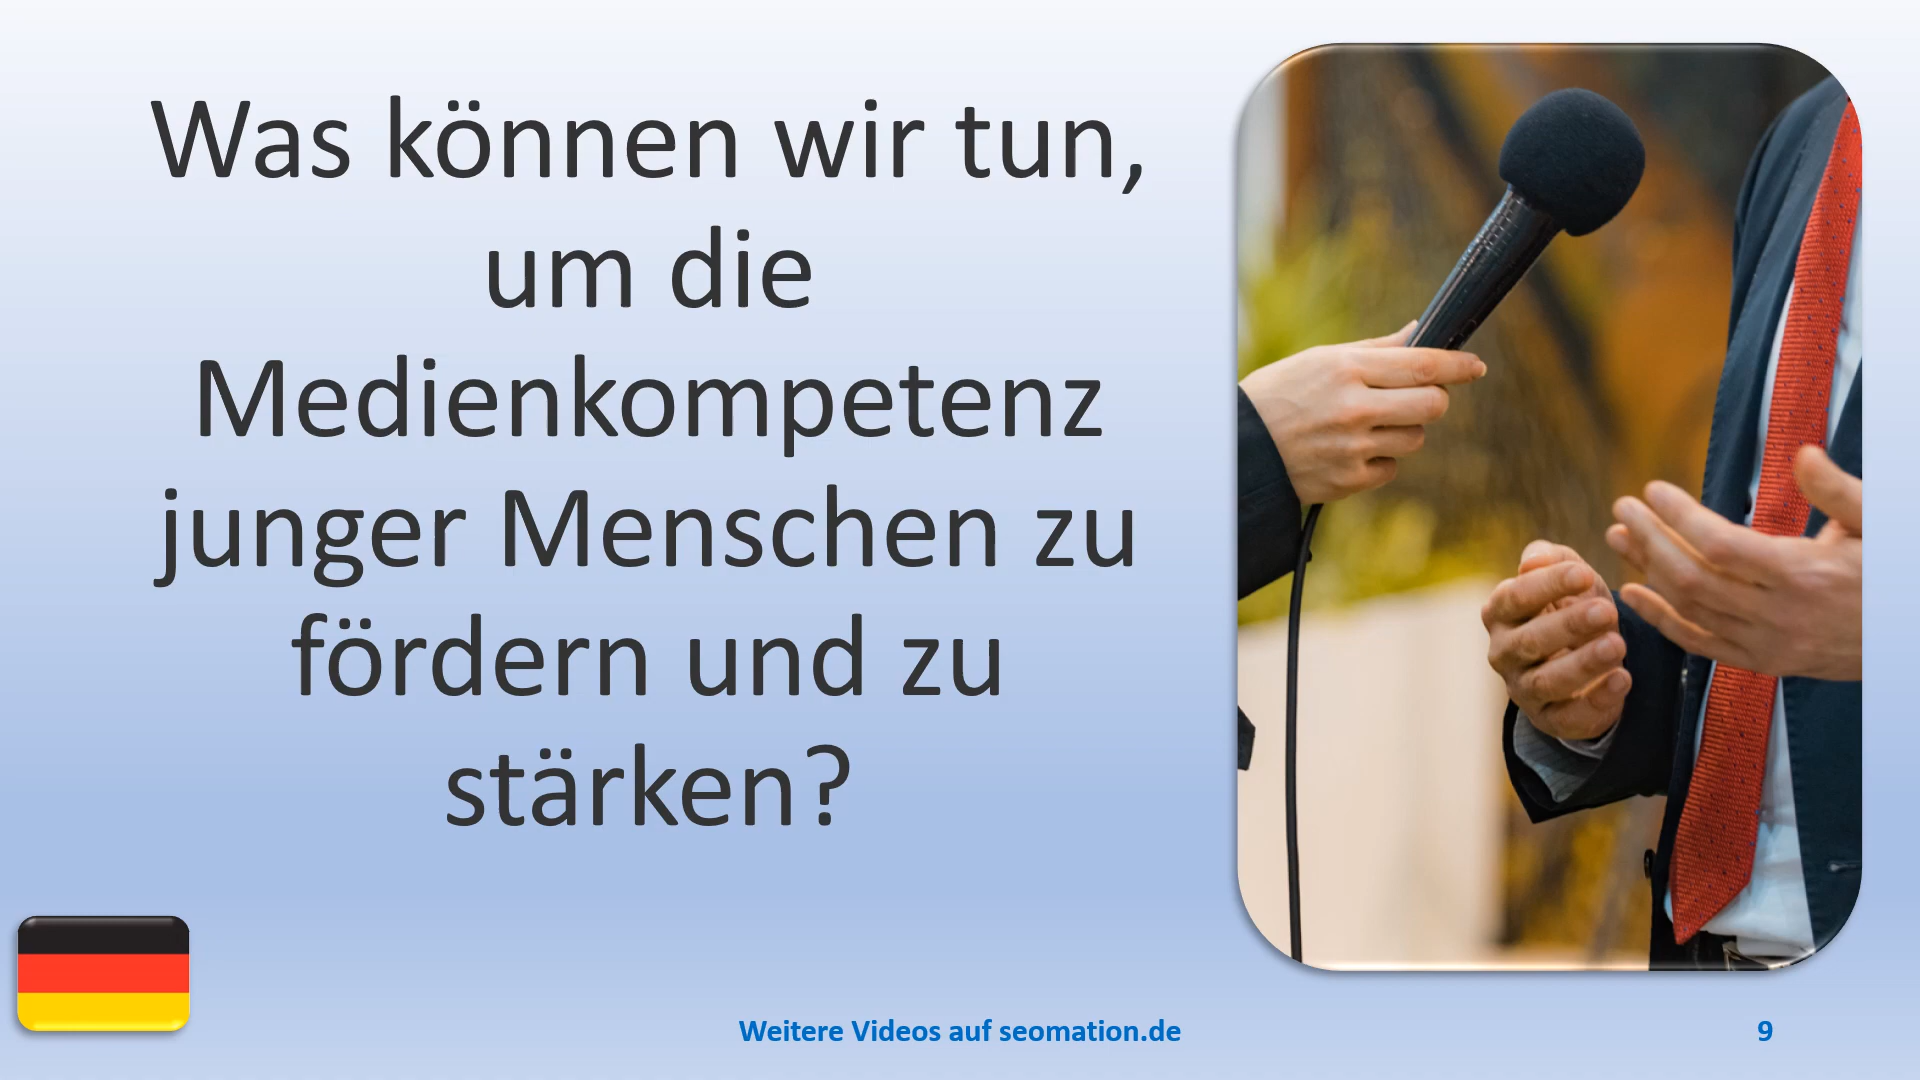 Was können wir tun,
um die
Medienkompetenz
junger Menschen zu
fördern und zu
stärken?
Weitere Videos auf seomation.de
9